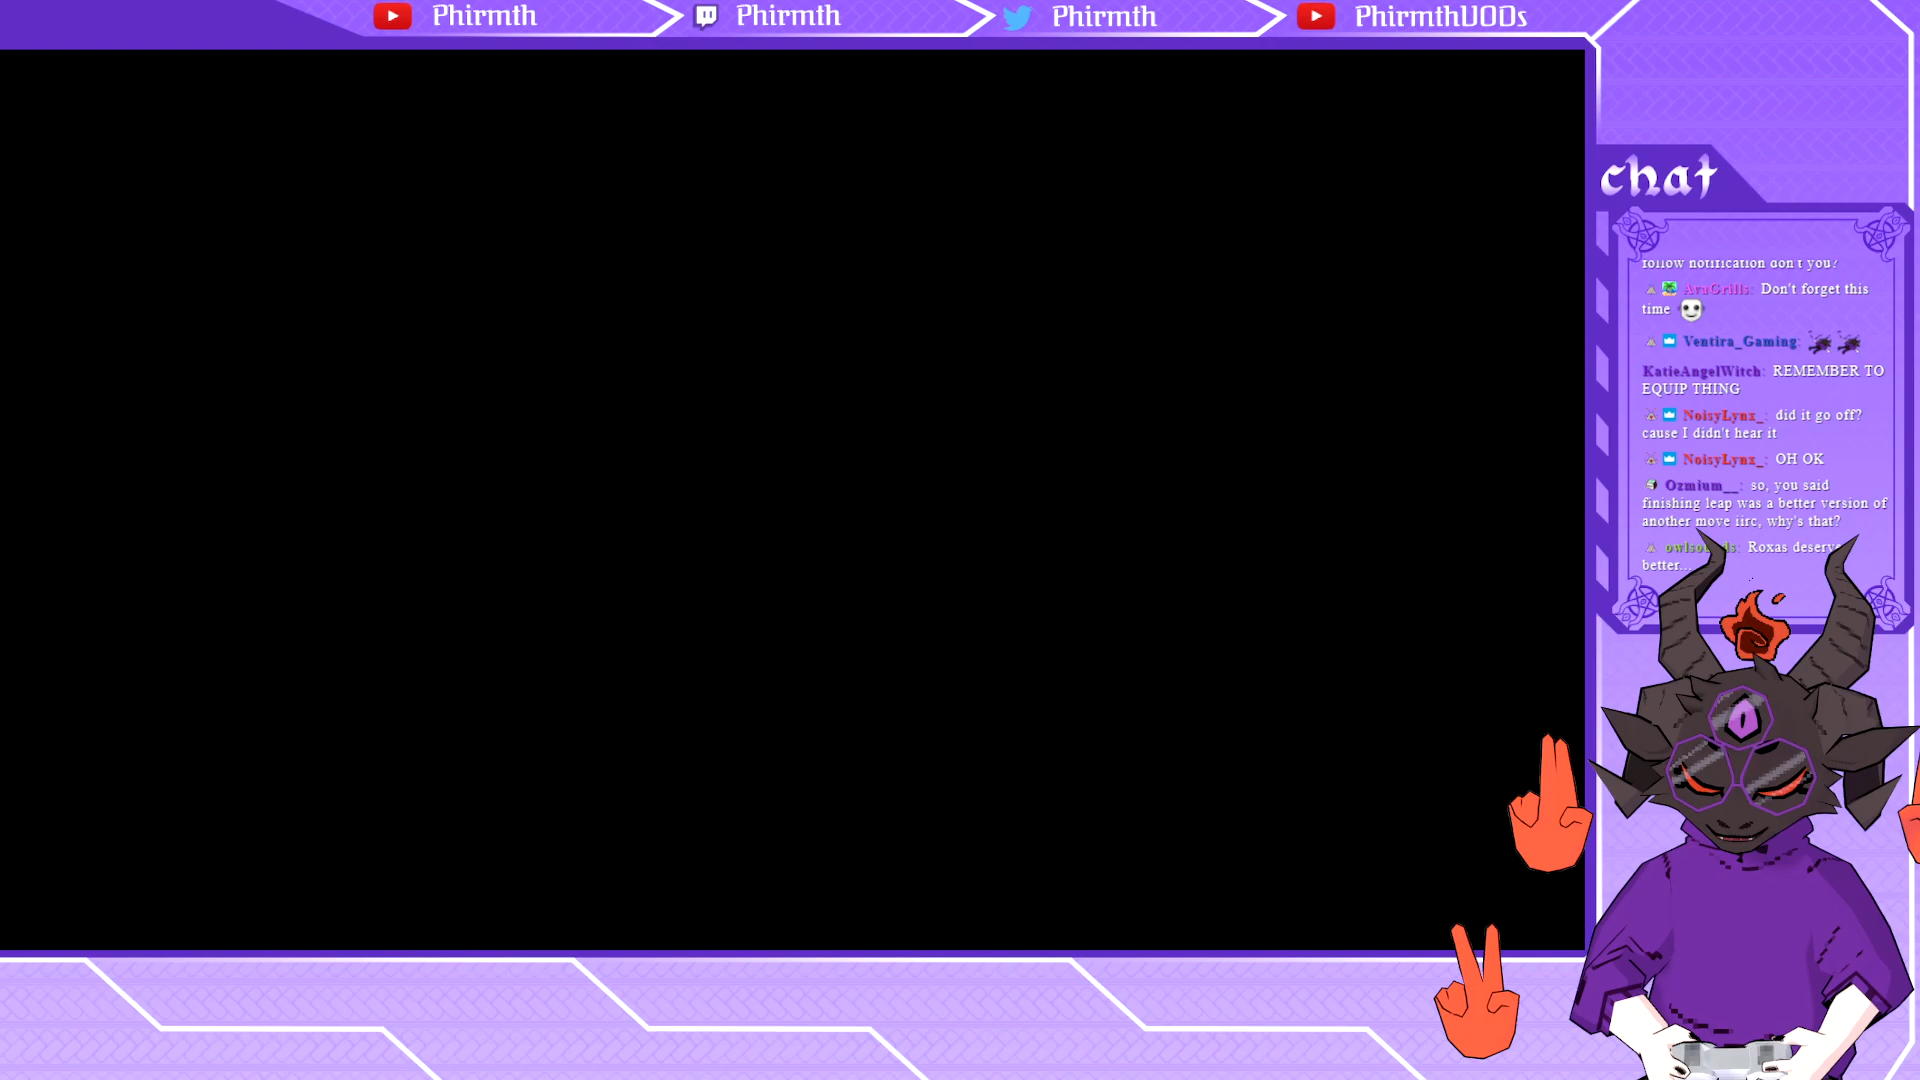 Phirmth
Phirmth
Phirmth
PhirmthVODs
chat
follow notification don't you?
AvaGrills: Don't forget this
time
Ventira_Gaming:
KatieAngelWitch: REMEMBER TO
EQUIP THING
NoisyLynx_: did it go off?
cause I didn't hear it
NoisyLynx_: OH OK
Ozmium__: so, you said
finishing leap was a better version of
another move iirc, why's that?
Roxas
better...